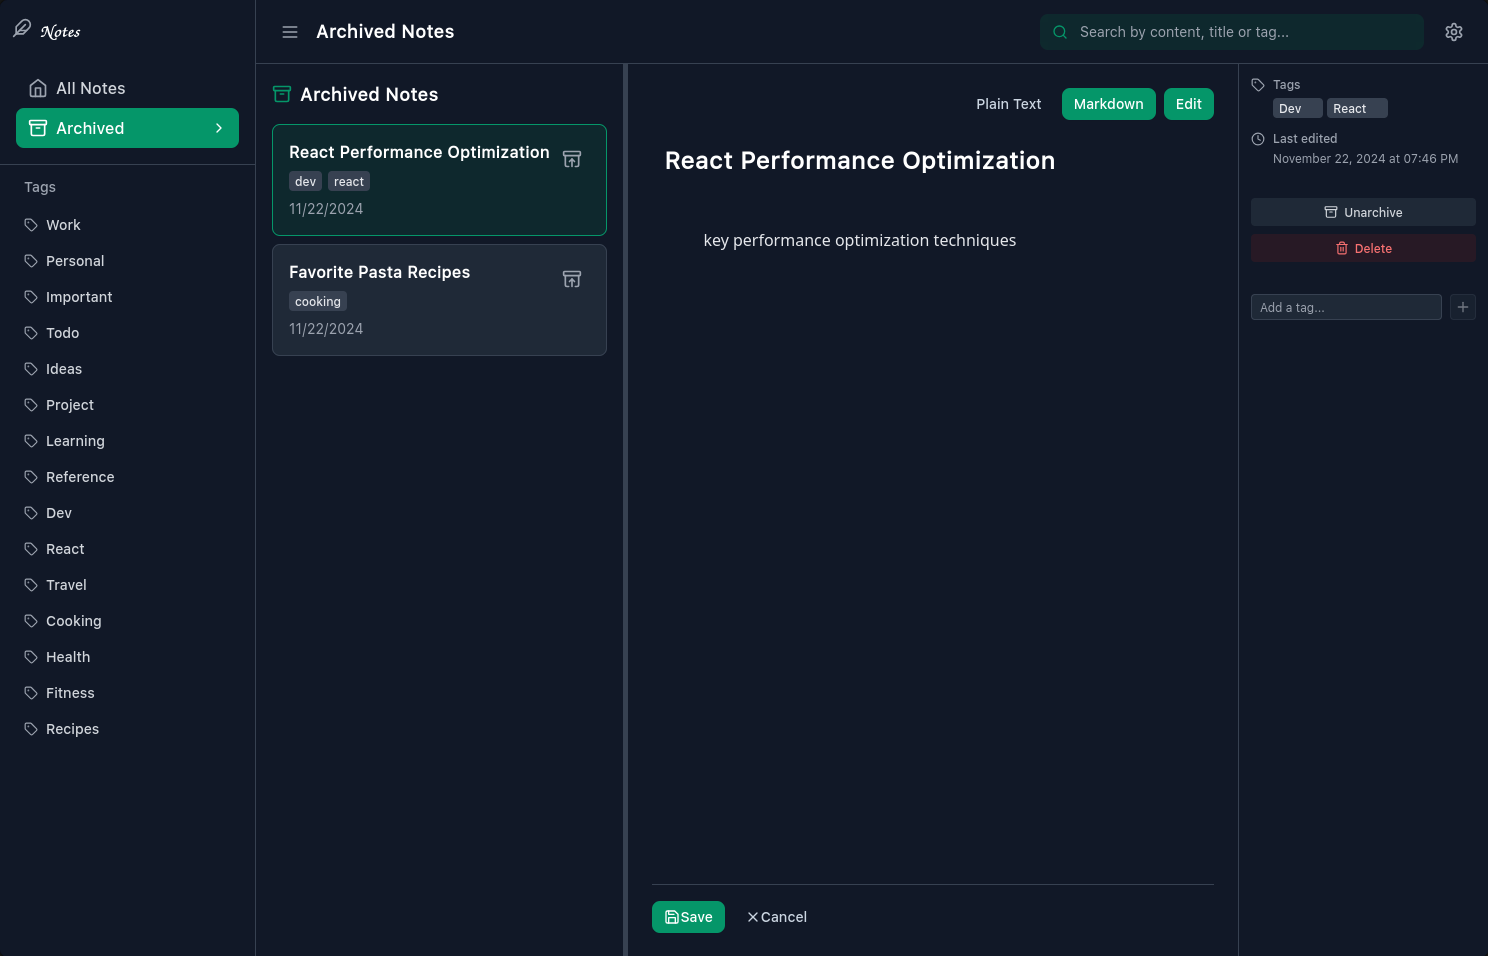 Notes
All Notes
Archived
Tags
Work
Personal
Important
Todo
Ideas
Project
Learning
Reference
Dev
React
Travel
Cooking
Health
Fitness
Recipes
Archived Notes
Search by content, title or tag...
Archived Notes
React Performance Optimization
dev react
11/22/2024
Favorite Pasta Recipes
cooking
11/22/2024
Plain Text Markdown Edit
React Performance Optimization
key performance optimization techniques
Save Cancel
Tags
Dev React
Last edited
November 22, 2024 at 07:46 PM
Unarchive
Delete
Add a tag...